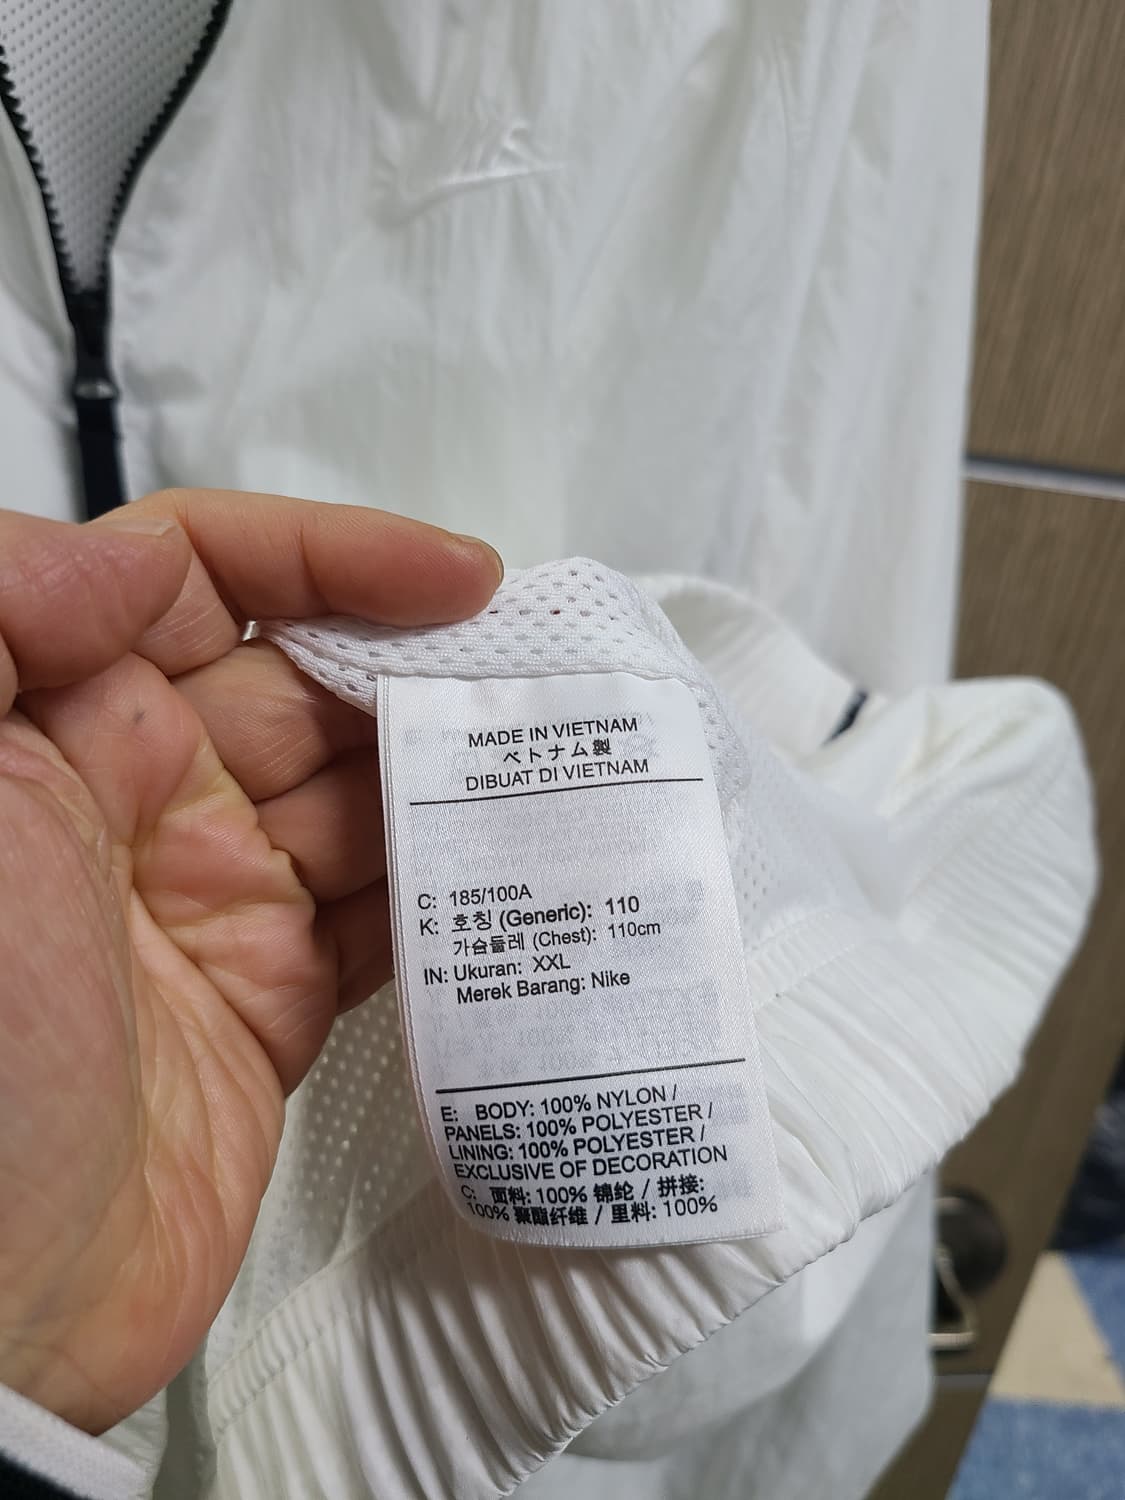 MADE IN VIETNAM
ベトナム製
DIBUAT DI VIETNAM
C: 185/100A
K: 호칭 (Generic): 110
가슴둘레 (Chest): 110cm
IN: Ukuran: XXL
Merek Barang: Nike
E: BODY: 100% NYLON /
PANELS: 100% POLYESTER /
LINING: 100% POLYESTER /
EXCLUSIVE OF DECORATION
C: 面料: 100% 锦纶 / 拼接:
100% 聚酯纤维 / 里料: 100%